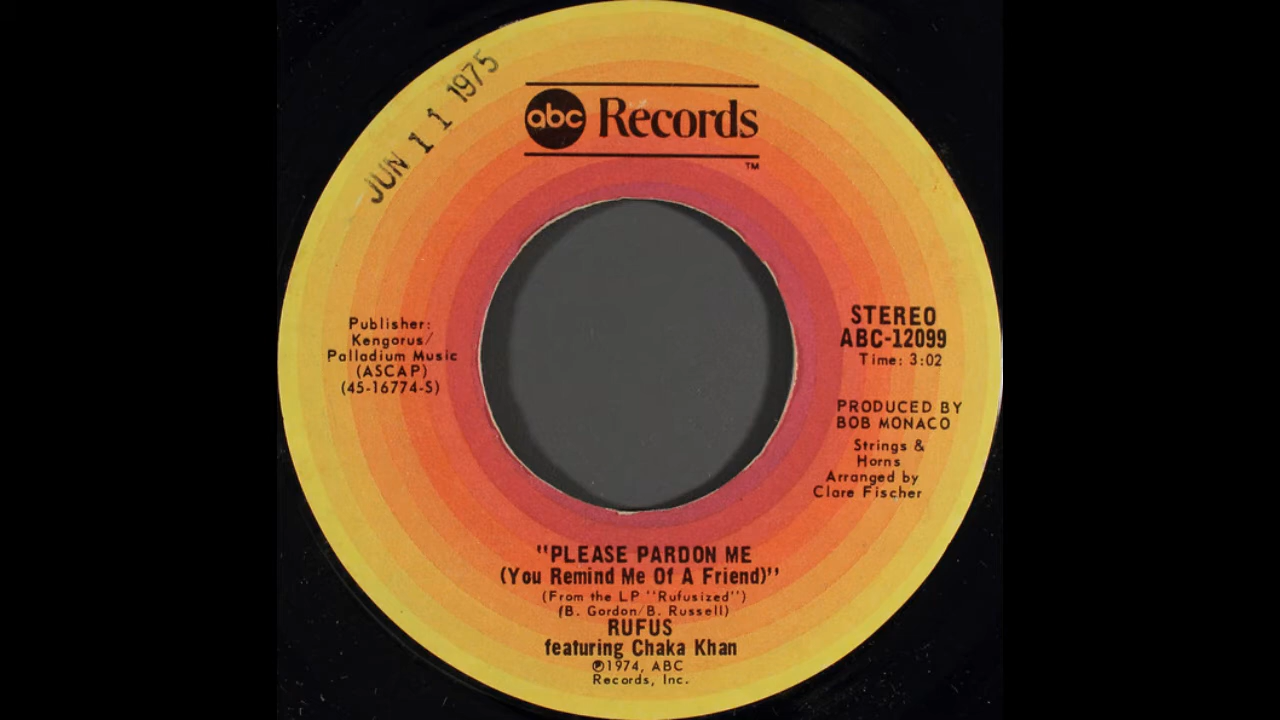 JUN 11 1975
abc Records
TM
Publisher:
Kengorus/
Palladium Music
(ASCAP)
(45-16774-S)
STEREO
ABC-12099
Time: 3:02
PRODUCED BY
BOB MONACO
Strings &
Horns
Arranged by
Clare Fischer
"PLEASE PARDON ME
(You Remind Me Of A Friend)"
(From the LP "Rufusized")
(B. Gordon/B. Russell)
RUFUS
featuring Chaka Khan
℗1974, ABC
Records, Inc.